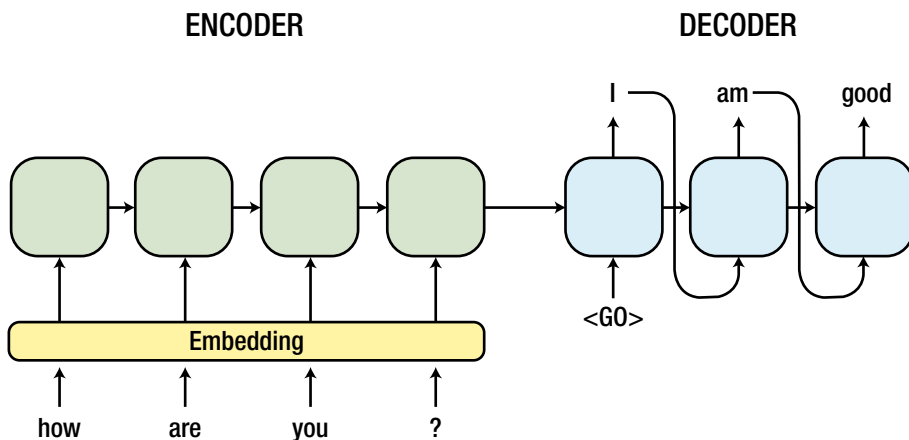 ENCODER DECODER
I am good
<GO>
Embedding
how are you ?